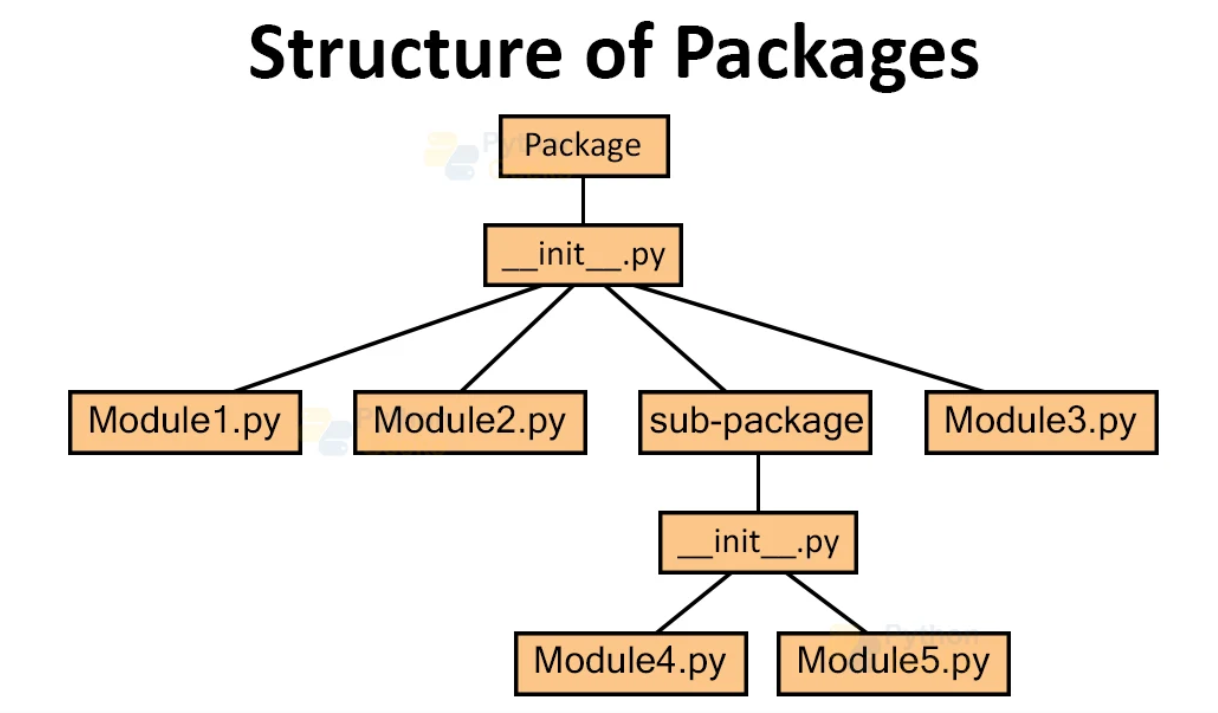 Structure of Packages
Package
__init__.py
Module1.py
Module2.py
sub-package
Module3.py
__init__.py
Module4.py
Module5.py
Python